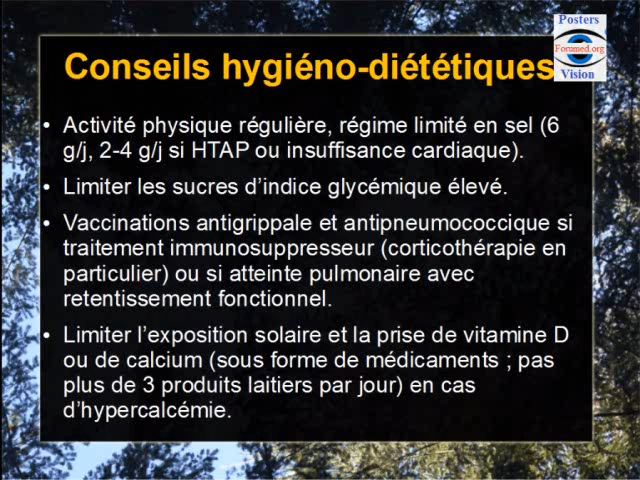 Posters
Forumed.org
Vision
Conseils hygiéno-diététiques
• Activité physique régulière, régime limité en sel (6
g/j, 2-4 g/j si HTAP ou insuffisance cardiaque).
• Limiter les sucres d’indice glycémique élevé.
• Vaccinations antigrippale et antipneumococcique si
traitement immunosuppresseur (corticothérapie en
particulier) ou si atteinte pulmonaire avec
retentissement fonctionnel.
• Limiter l’exposition solaire et la prise de vitamine D
ou de calcium (sous forme de médicaments ; pas
plus de 3 produits laitiers par jour) en cas
d’hypercalcémie.